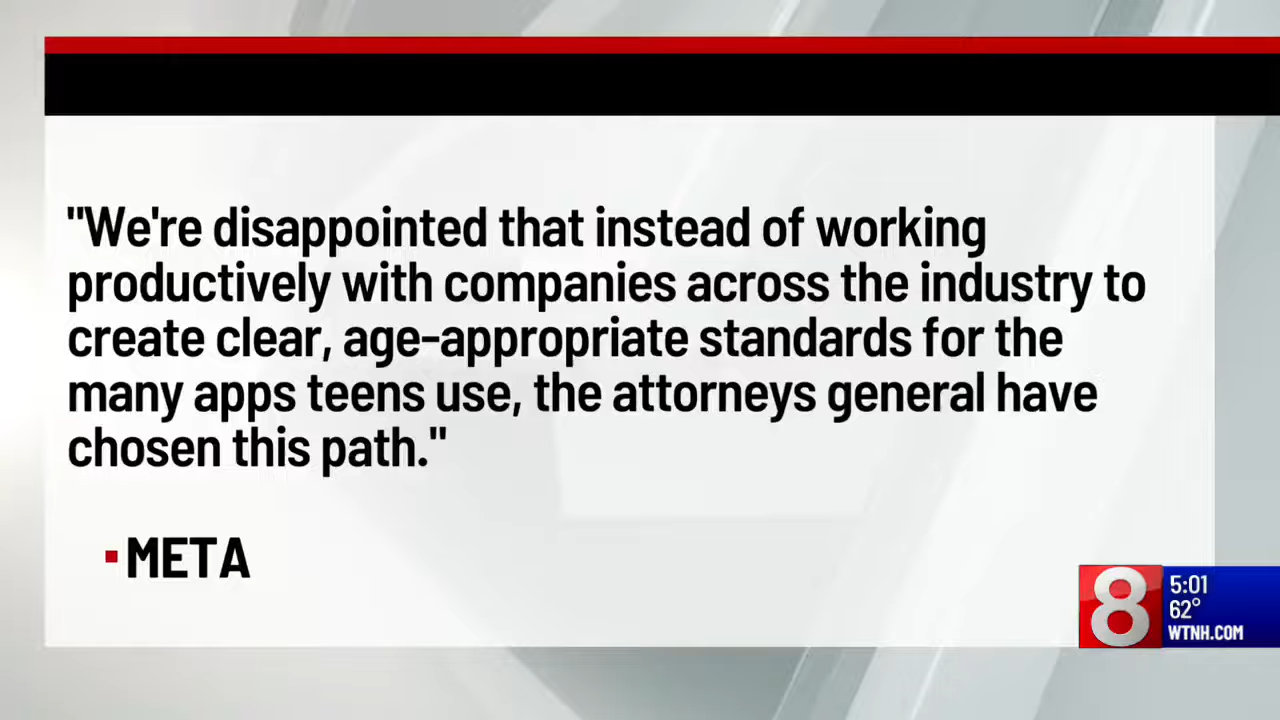 "We're disappointed that instead of working
productively with companies across the industry to
create clear, age-appropriate standards for the
many apps teens use, the attorneys general have
chosen this path."
META
8
5:01
62°
WTNH.COM